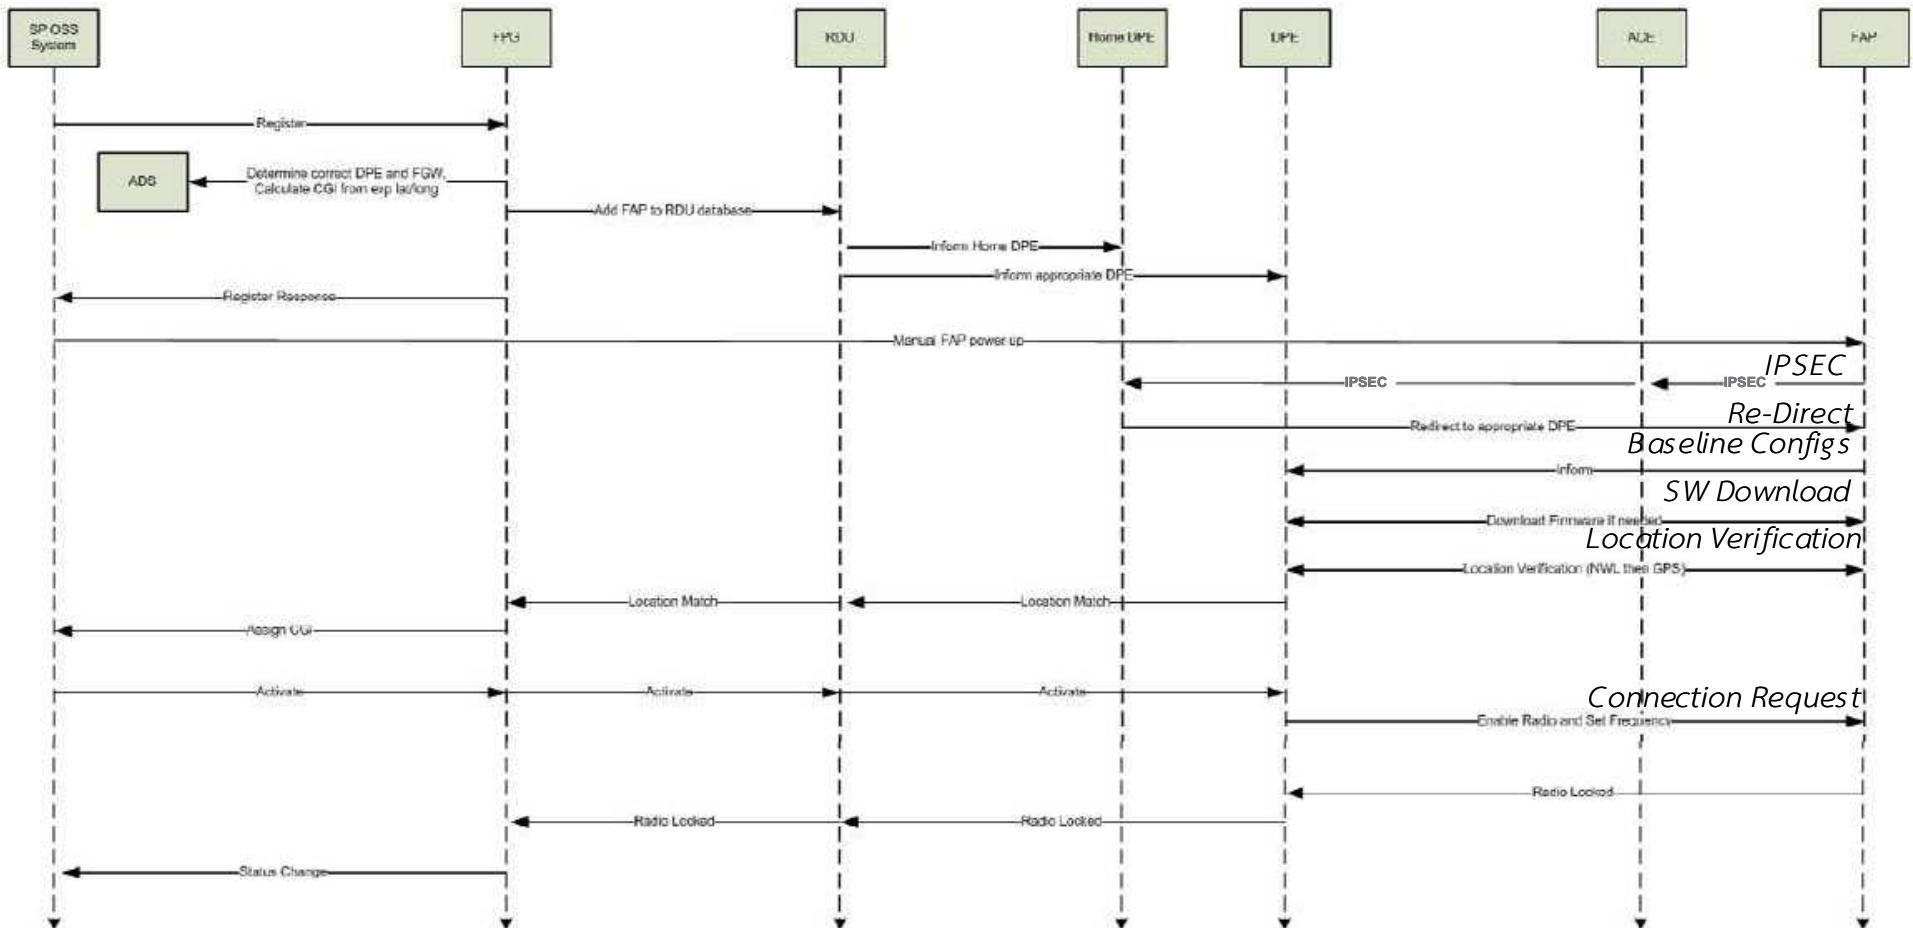 SP OSS
System
FPG
RDU
Home DPE
DPE
ACE
FAP
Register
ADS
Determine correct DPE and FGW,
Calculate CGI from exp lat/long
Add FAP to RDU database
Inform Home DPE
Inform appropriate DPE
Register Response
Manual FAP power up
IPSEC
IPSEC
IPSEC
Re-Direct
Redirect to appropriate DPE
Baseline Configs
Inform
SW Download
Download Firmware if needed
Location Verification
Location Verification (NWL then GPS)
Location Match
Location Match
Assign CGI
Activate
Activate
Activate
Connection Request
Enable Radio and Set Frequency
Radio Locked
Radio Locked
Radio Locked
Status Change